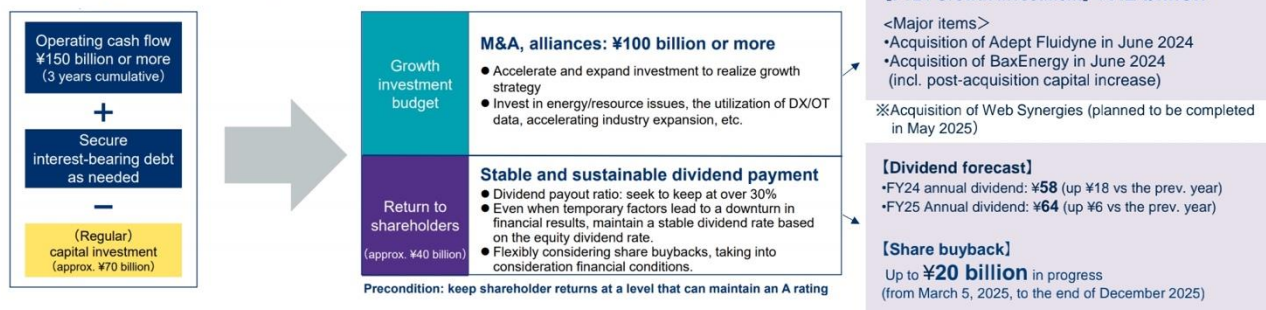 Operating cash flow
¥150 billion or more
(3 years cumulative)
+
Secure
interest-bearing debt
as needed
−
(Regular)
capital investment
(approx. ¥70 billion)
Growth
investment
budget
M&A, alliances: ¥100 billion or more
● Accelerate and expand investment to realize growth
strategy
● Invest in energy/resource issues, the utilization of DX/OT
data, accelerating industry expansion, etc.
Return to
shareholders
(approx. ¥40 billion)
Stable and sustainable dividend payment
● Dividend payout ratio: seek to keep at over 30%
● Even when temporary factors lead to a downturn in
financial results, maintain a stable dividend rate based
on the equity dividend rate.
● Flexibly considering share buybacks, taking into
consideration financial conditions.
Precondition: keep shareholder returns at a level that can maintain an A rating
<Major items>
•Acquisition of Adept Fluidyne in June 2024
•Acquisition of BaxEnergy in June 2024
(incl. post-acquisition capital increase)
※Acquisition of Web Synergies (planned to be completed
in May 2025)
【Dividend forecast】
•FY24 annual dividend: ¥58 (up ¥18 vs the prev. year)
•FY25 Annual dividend: ¥64 (up ¥6 vs the prev. year)
【Share buyback】
Up to ¥20 billion in progress
(from March 5, 2025, to the end of December 2025)